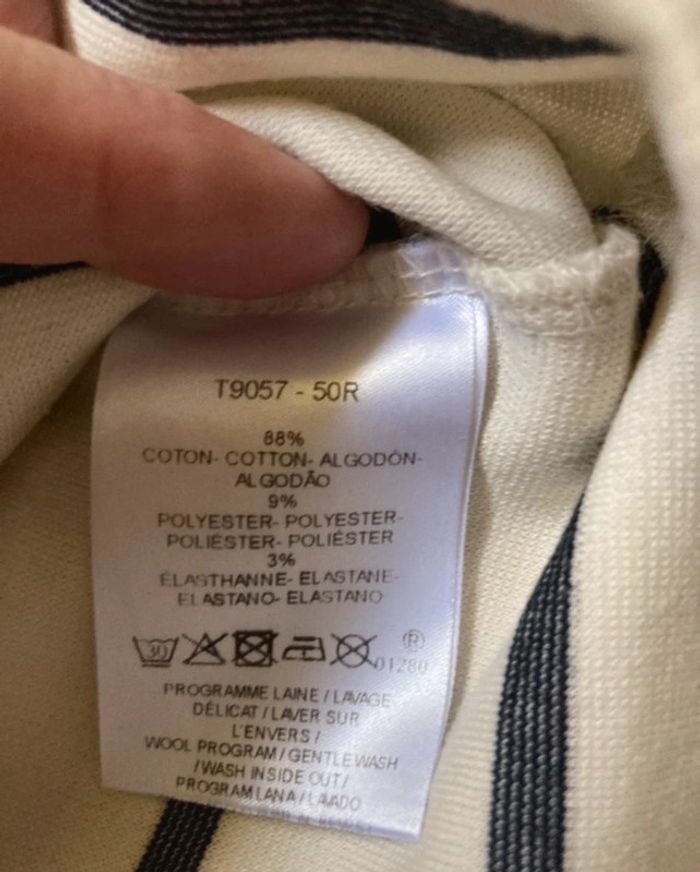 T9057 - 50R
88%
COTON- COTTON- ALGODÓN-
ALGODÃO
9%
POLYESTER- POLYESTER-
POLIÉSTER- POLIÉSTER
3%
ÉLASTHANNE- ELASTANE-
ELASTANO- ELASTANO
30
®
01280
PROGRAMME LAINE / LAVAGE
DÉLICAT / LAVER SUR
L'ENVERS /
WOOL PROGRAM / GENTLE WASH
/ WASH INSIDE OUT /
PROGRAM LANA / LAVADO